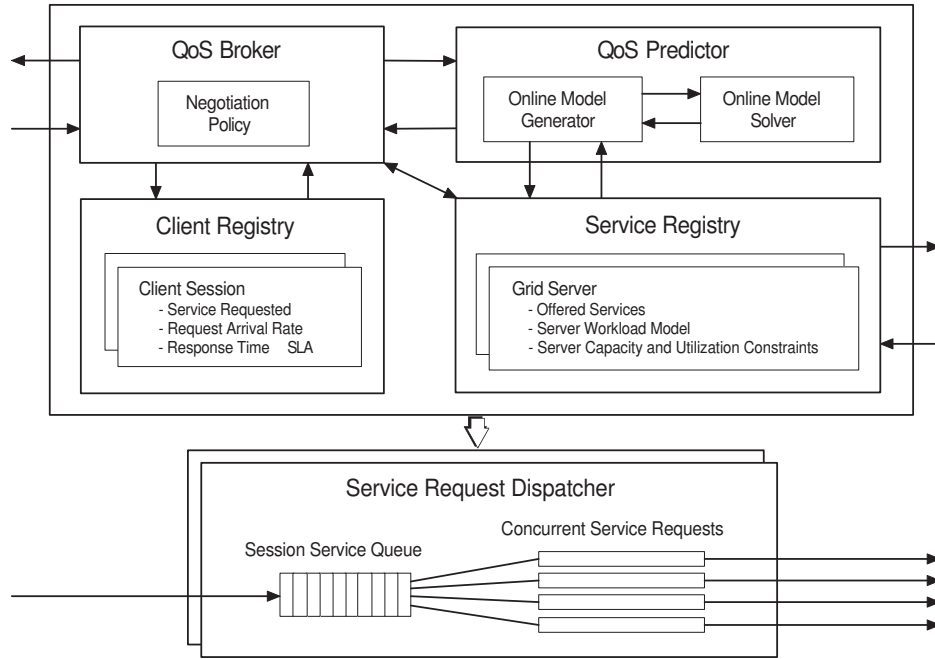 QoS Broker
Negotiation
Policy
QoS Predictor
Online Model
Generator
Online Model
Solver
Client Registry
Client Session
- Service Requested
- Request Arrival Rate
- Response Time SLA
Service Registry
Grid Server
- Offered Services
- Server Workload Model
- Server Capacity and Utilization Constraints
Service Request Dispatcher
Session Service Queue
Concurrent Service Requests